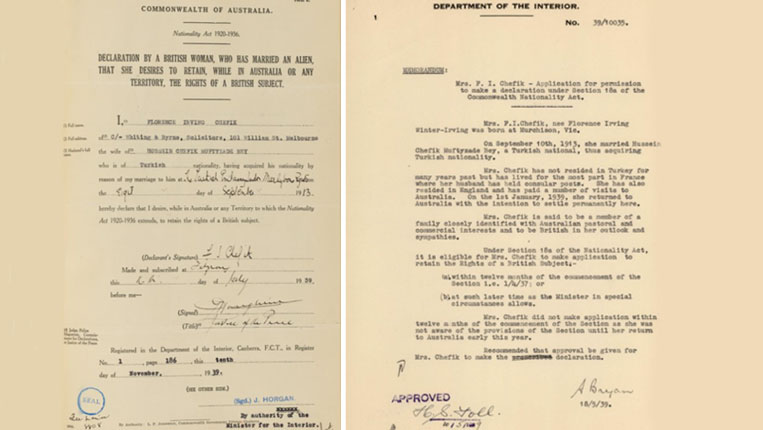 COMMONWEALTH OF AUSTRALIA.
Nationality Act 1920-1936.
DECLARATION BY A BRITISH WOMAN, WHO HAS MARRIED AN ALIEN,
THAT SHE DESIRES TO RETAIN, WHILE IN AUSTRALIA OR ANY
TERRITORY, THE RIGHTS OF A BRITISH SUBJECT.
I, FLORENCE IRVING CHEFIK
of C/- Whiting & Byrne, Solicitors, 101 William St. Melbourne
the wife of HUSSEIN CHEFIK MUFTYZADE BEY
who is of Turkish nationality, having acquired his nationality by
reason of my marriage to him at
the day of September 1913.
hereby declare that I desire, while in Australia or any Territory to which the Nationality
Act 1920-1936 extends, to retain the rights of a British subject.
(Declarant's Signature) F I Chefik
Made and subscribed at
this day of July 1939.
before me—
(Signed)
(Title) Justice of the Peace
Registered in the Department of the Interior, Canberra, F.C.T., in Register
No. 1 page 186 this tenth
day of November, 1939.
(SEE OTHER SIDE.)
SEAL
(Sgd.) J. HORGAN.
By authority of the
Minister for the Interior.
DEPARTMENT OF THE INTERIOR.
1
No. 39/10035.
MEMORANDUM:
Mrs. F. I. Chefik - Application for permission
to make a declaration under Section 18a of the
Commonwealth Nationality Act.
Mrs. F.I.Chefik, nee Florence Irving
Winter-Irving was born at Murchison, Vic.
On September 10th, 1913, she married Hussein
Chefik Muftyzade Bey, a Turkish national, thus acquiring
Turkish nationality.
Mrs. Chefik has not resided in Turkey for
many years past but has lived for the most part in France
where her husband has held consular posts. She has also
resided in England and has paid a number of visits to
Australia. On the 1st January, 1939, she returned to
Australia with the intention to settle permanently here.
Mrs. Chefik is said to be a member of a
family closely identified with Australian pastoral and
commercial interests and to be British in her outlook and
sympathies.
Under Section 18a of the Nationality Act,
it is eligible for Mrs. Chefik to make application to
retain the Rights of a British Subject;-
(a)within twelve months of the commencement of the
Section i.e. 1/4/37; or
(b)at such later time as the Minister in special
circumstances allows.
Mrs. Chefik did not make application within
twelve months of the commencement of the Section as she was
not aware of the provisions of the Section until her return
to Australia early this year.
Recommended that approval be given for
Mrs. Chefik to make the declaration.
APPROVED
H.S. Foll.
A Bryan
18/9/39.